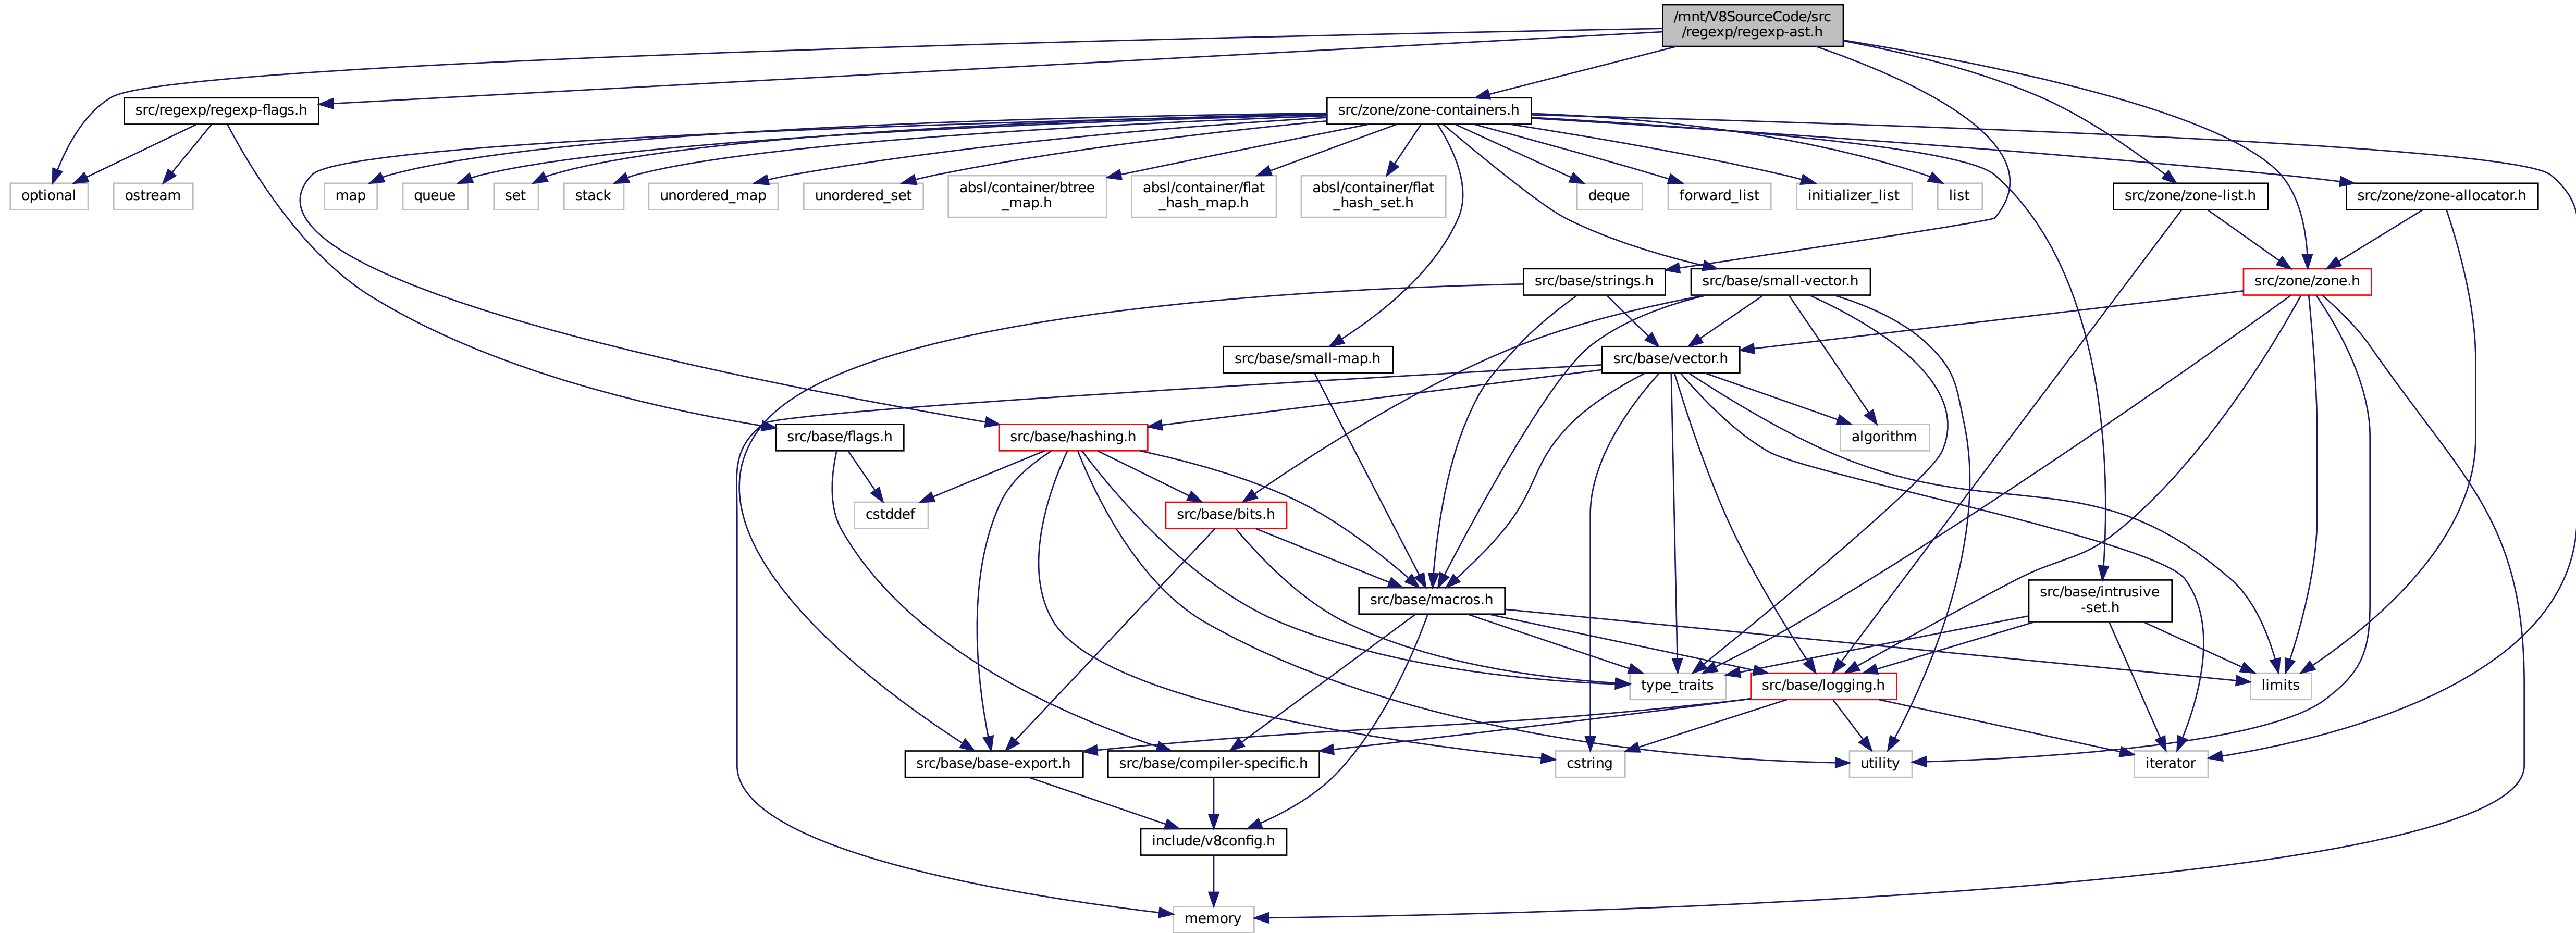 /mnt/V8SourceCode/src
/regexp/regexp-ast.h
src/regexp/regexp-flags.h
src/zone/zone-containers.h
optional
ostream
map
queue
set
stack
unordered_map
unordered_set
absl/container/btree
_map.h
absl/container/flat
_hash_map.h
absl/container/flat
_hash_set.h
deque
forward_list
initializer_list
list
src/zone/zone-list.h
src/zone/zone-allocator.h
src/base/strings.h
src/base/small-vector.h
src/zone/zone.h
src/base/small-map.h
src/base/vector.h
src/base/flags.h
src/base/hashing.h
algorithm
cstddef
src/base/bits.h
src/base/macros.h
src/base/intrusive
-set.h
type_traits
src/base/logging.h
limits
src/base/base-export.h
src/base/compiler-specific.h
cstring
utility
iterator
include/v8config.h
memory